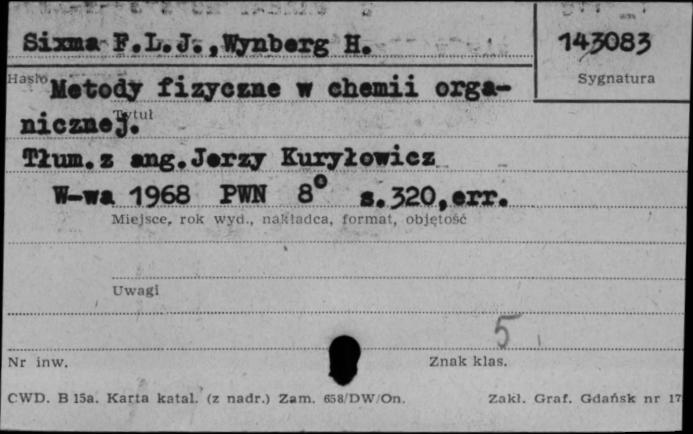 Sixma F.L.J., Wynberg H.
143083
Sygnatura
Hasło
Metody fizyczne w chemii orga-
Tytuł
nicznej.
Tłum.z ang.Jerzy Kuryłowicz
W-wa 1968 PWN 8° s.320,err.
Miejsce, rok wyd., nakładca, format, objętość
Uwagi
5
Nr inw.
Znak klas.
CWD. B 15a. Karta katal. (z nadr.) Zam. 658/DW/On.
Zakł. Graf. Gdańsk nr 17